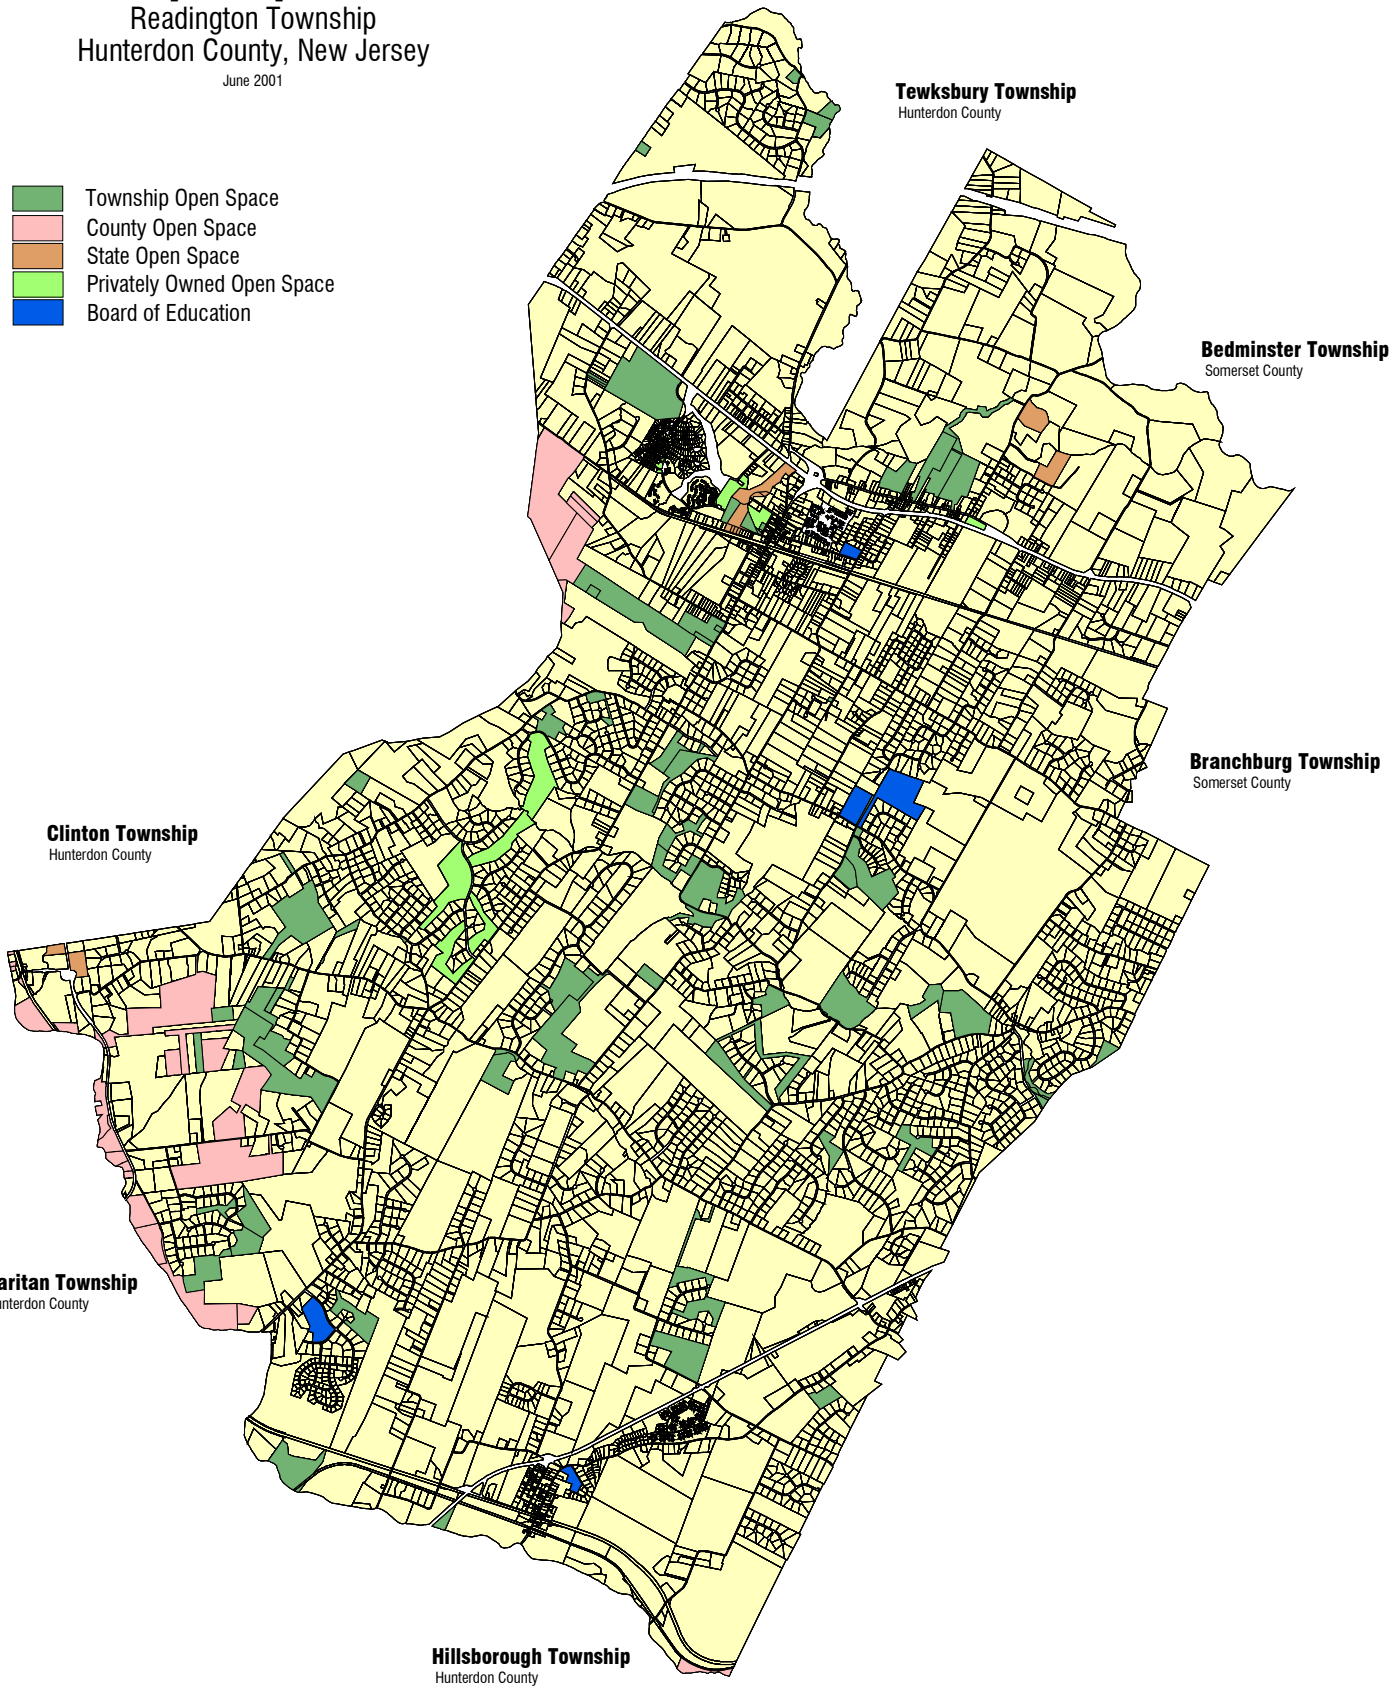 Readington Township
Hunterdon County, New Jersey
June 2001
Tewksbury Township
Hunterdon County
Township Open Space
County Open Space
State Open Space
Privately Owned Open Space
Board of Education
Bedminster Township
Somerset County
Branchburg Township
Somerset County
Clinton Township
Hunterdon County
aritan Township
unterdon County
Hillsborough Township
Hunterdon County